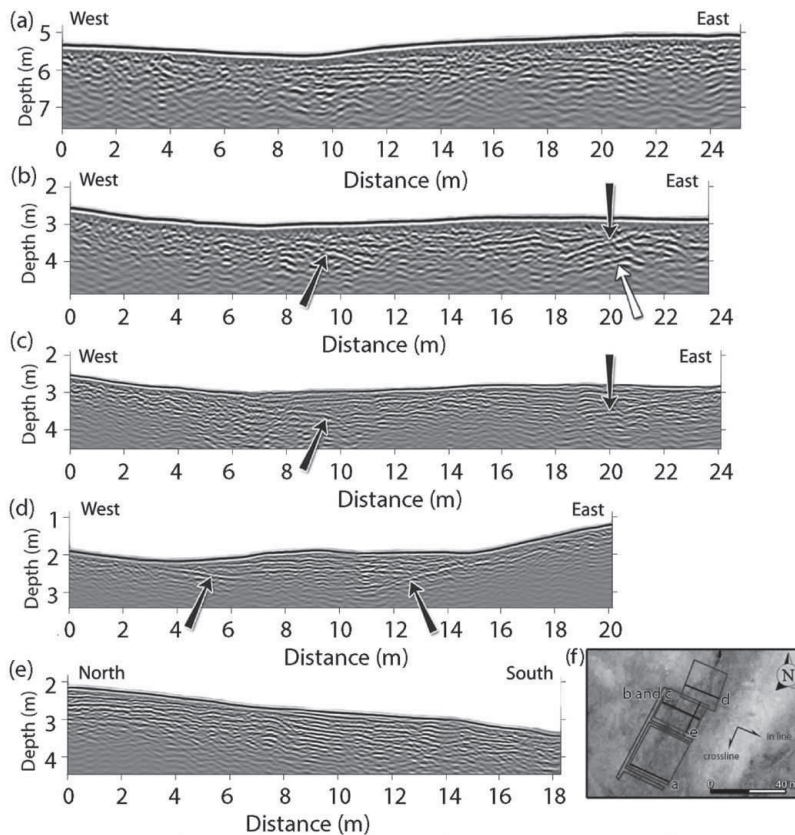 (a) West East
5
6
7
Depth (m)
0 2 4 6 8 10 12 14 16 18 20 22 24
Distance (m)
(b) West East
2
3
4
Depth (m)
0 2 4 6 8 10 12 14 16 18 20 22 24
Distance (m)
(c) West East
2
3
4
Depth (m)
0 2 4 6 8 10 12 14 16 18 20 22 24
Distance (m)
(d) West East
1
2
3
Depth (m)
0 2 4 6 8 10 12 14 16 18 20
Distance (m)
(e) North South
2
3
4
Depth (m)
0 2 4 6 8 10 12 14 16 18
Distance (m)
(f)
N
b and c
d
e
in line
crossline
a
0 40 m